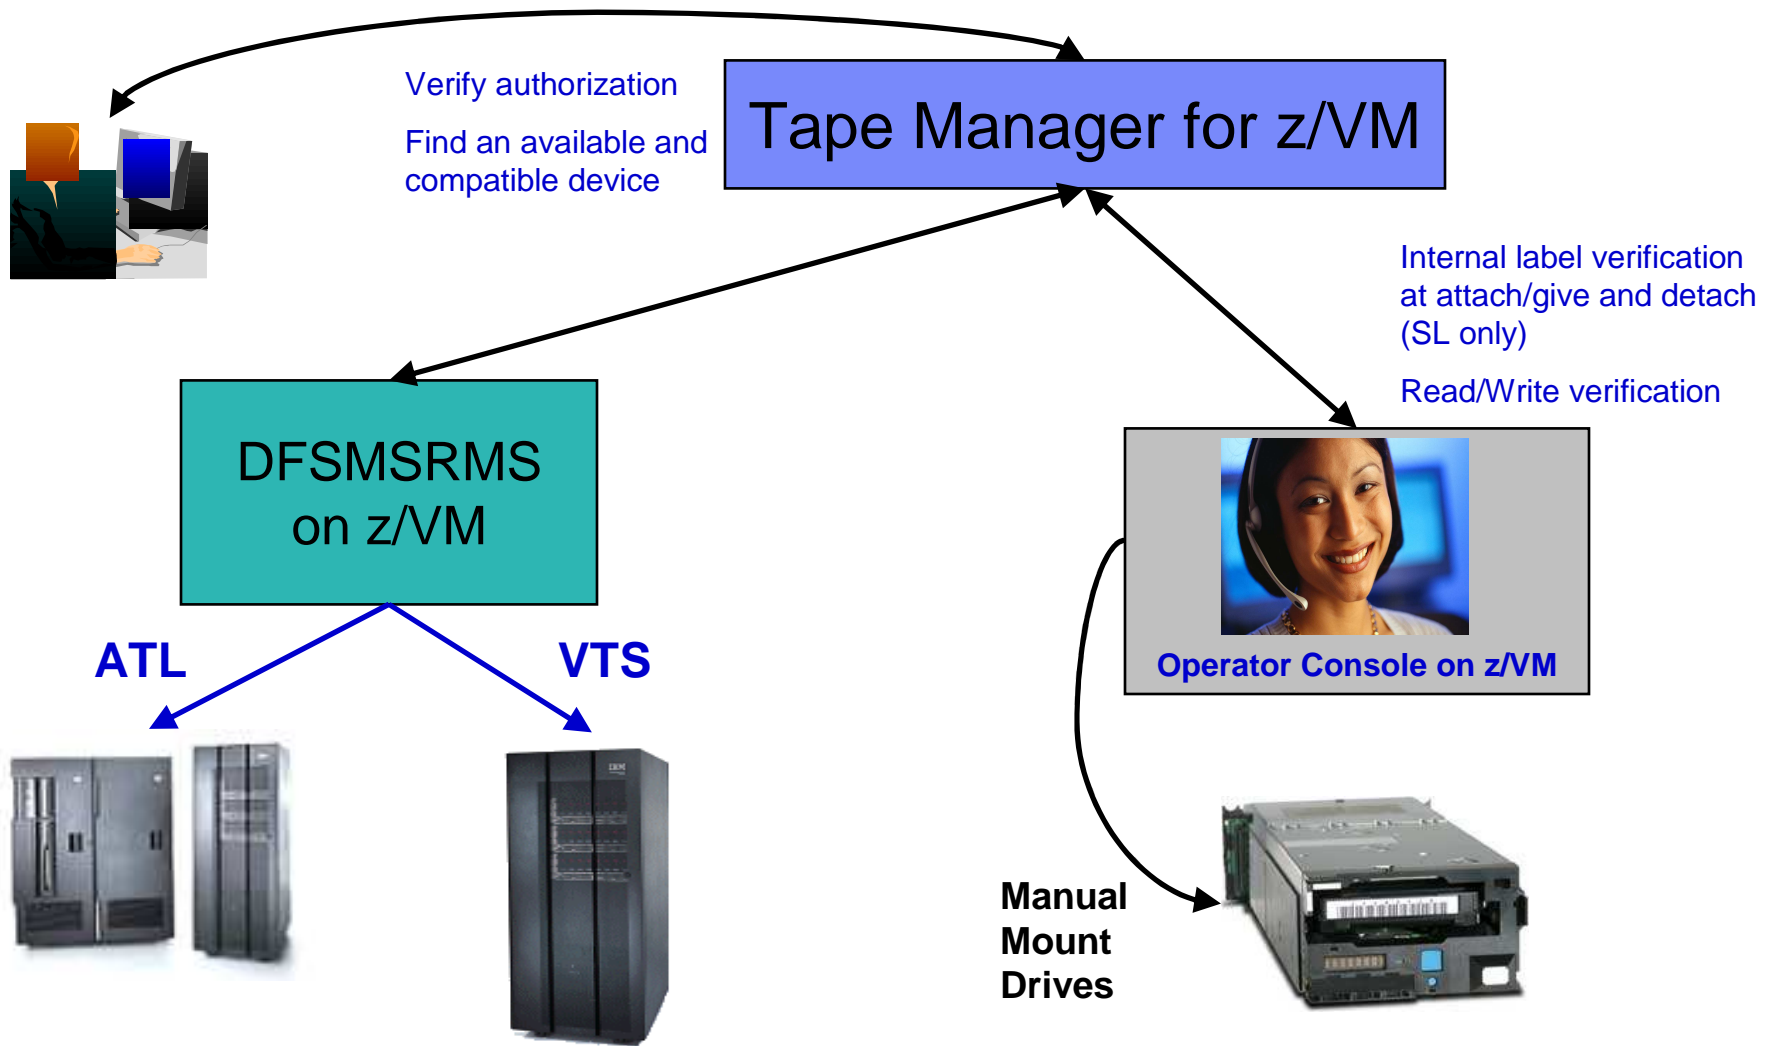 Verify authorization
Find an available and
compatible device
Tape Manager for z/VM
Internal label verification
at attach/give and detach
(SL only)
Read/Write verification
DFSMSRMS
on z/VM
Operator Console on z/VM
ATL
VTS
IBM
Manual
Mount
Drives